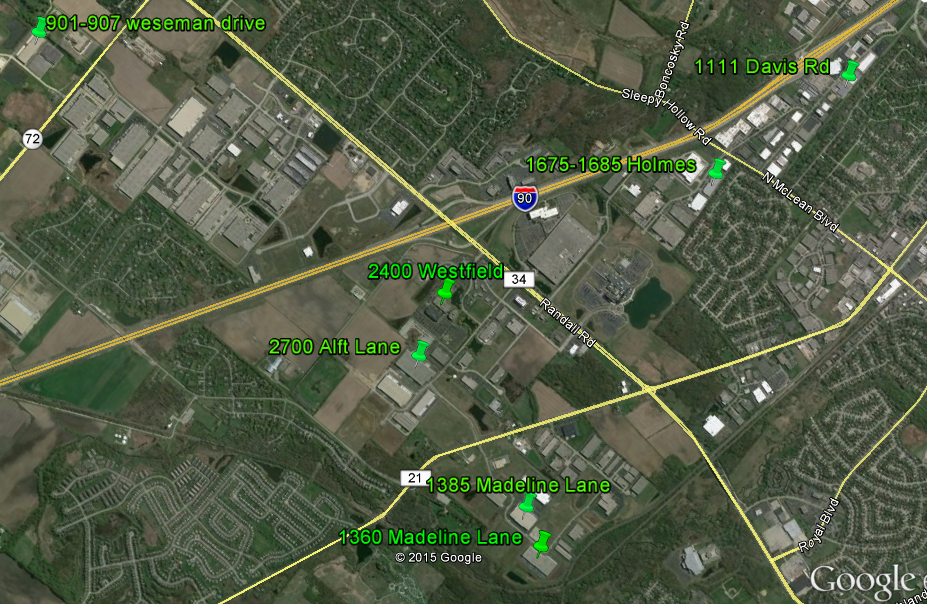 901-907 weseman drive
Boncosky Rd
1111 Davis Rd
Sleepy Hollow Rd
72
1675-1685 Holmes
N McLean Blvd
90
2400 Westfield
34
Randall Rd
2700 Alft Lane
21
1385 Madeline Lane
Royal Blvd
1360 Madeline Lane
© 2015 Google
Google